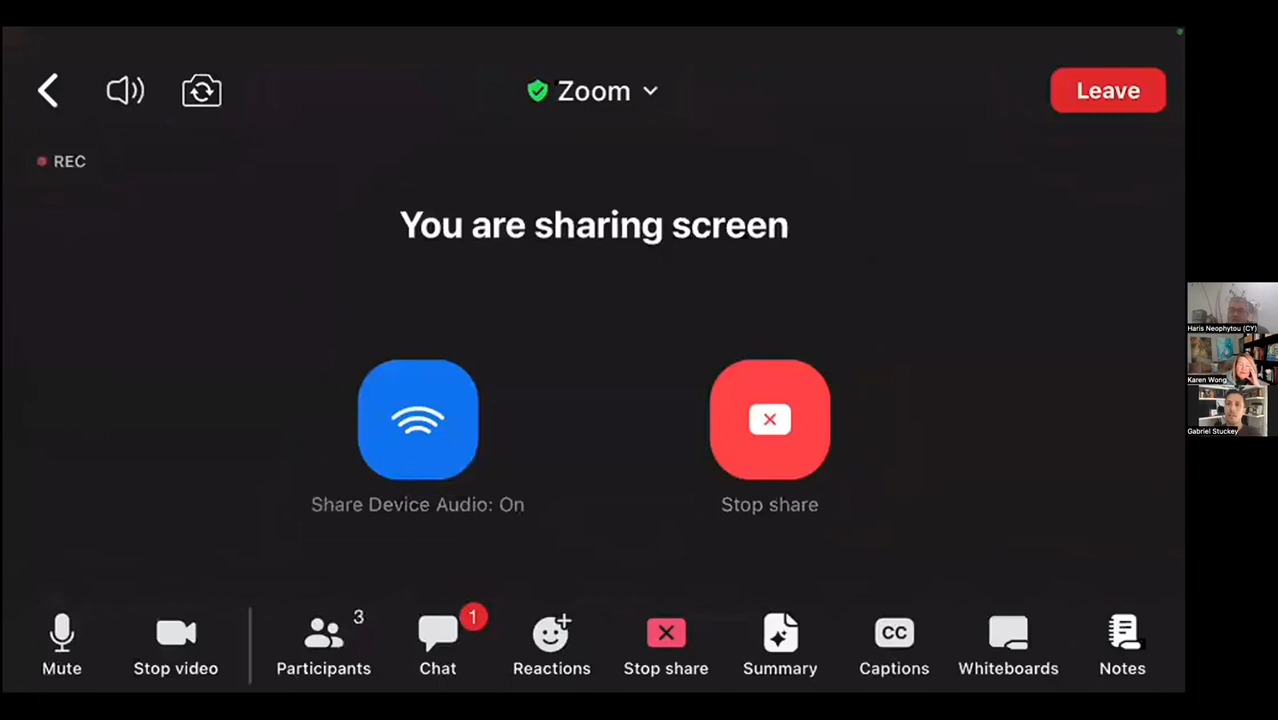 Zoom
Leave
REC
You are sharing screen
Share Device Audio: On
Stop share
Haris Neophytou (CY)
Karen Wong
Gabriel Stuckey
3
1
Mute
Stop video
Participants
Chat
Reactions
Stop share
CC
Summary
Captions
Whiteboards
Notes